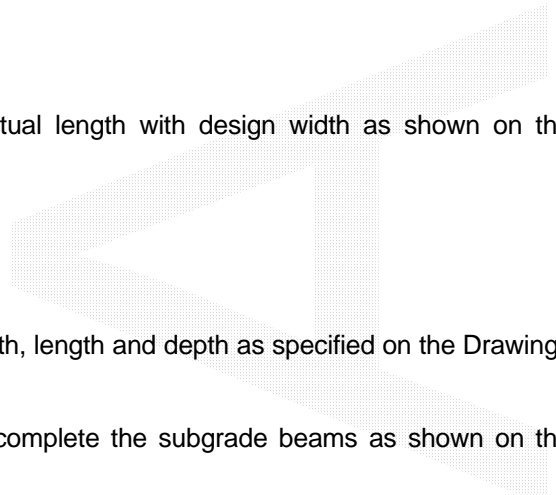 tual length with design width as shown on th
th, length and depth as specified on the Drawing
complete the subgrade beams as shown on th